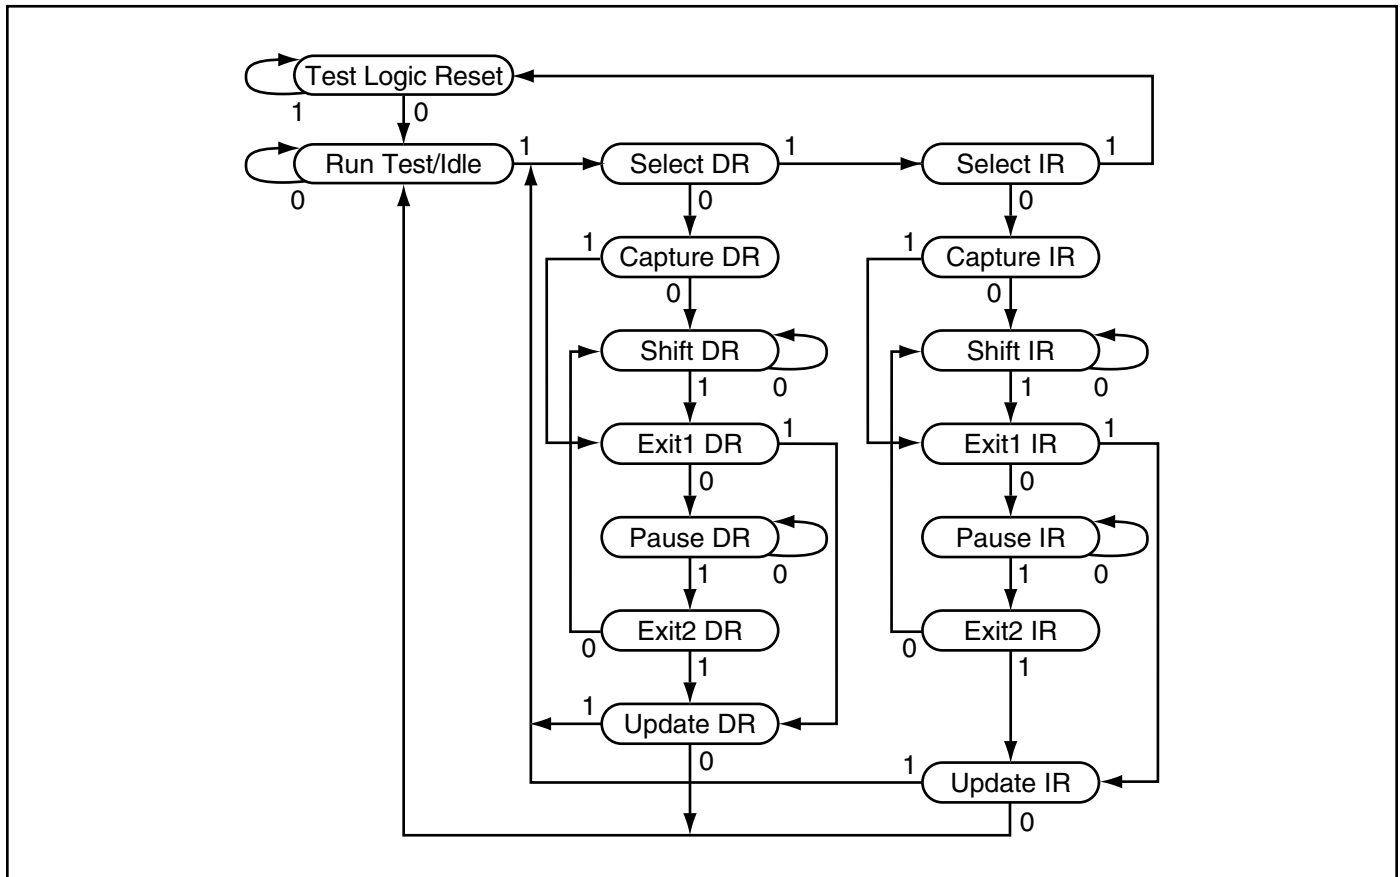 Test Logic Reset
1 0
Run Test/Idle 1 Select DR 1 Select IR 1
0 0 0
1 Capture DR 1 Capture IR
0 0
Shift DR Shift IR
1 0 1 0
Exit1 DR 1 Exit1 IR 1
0 0
Pause DR Pause IR
1 0 1 0
Exit2 DR Exit2 IR
0 1 0 1
1 Update DR
0
1 Update IR
0